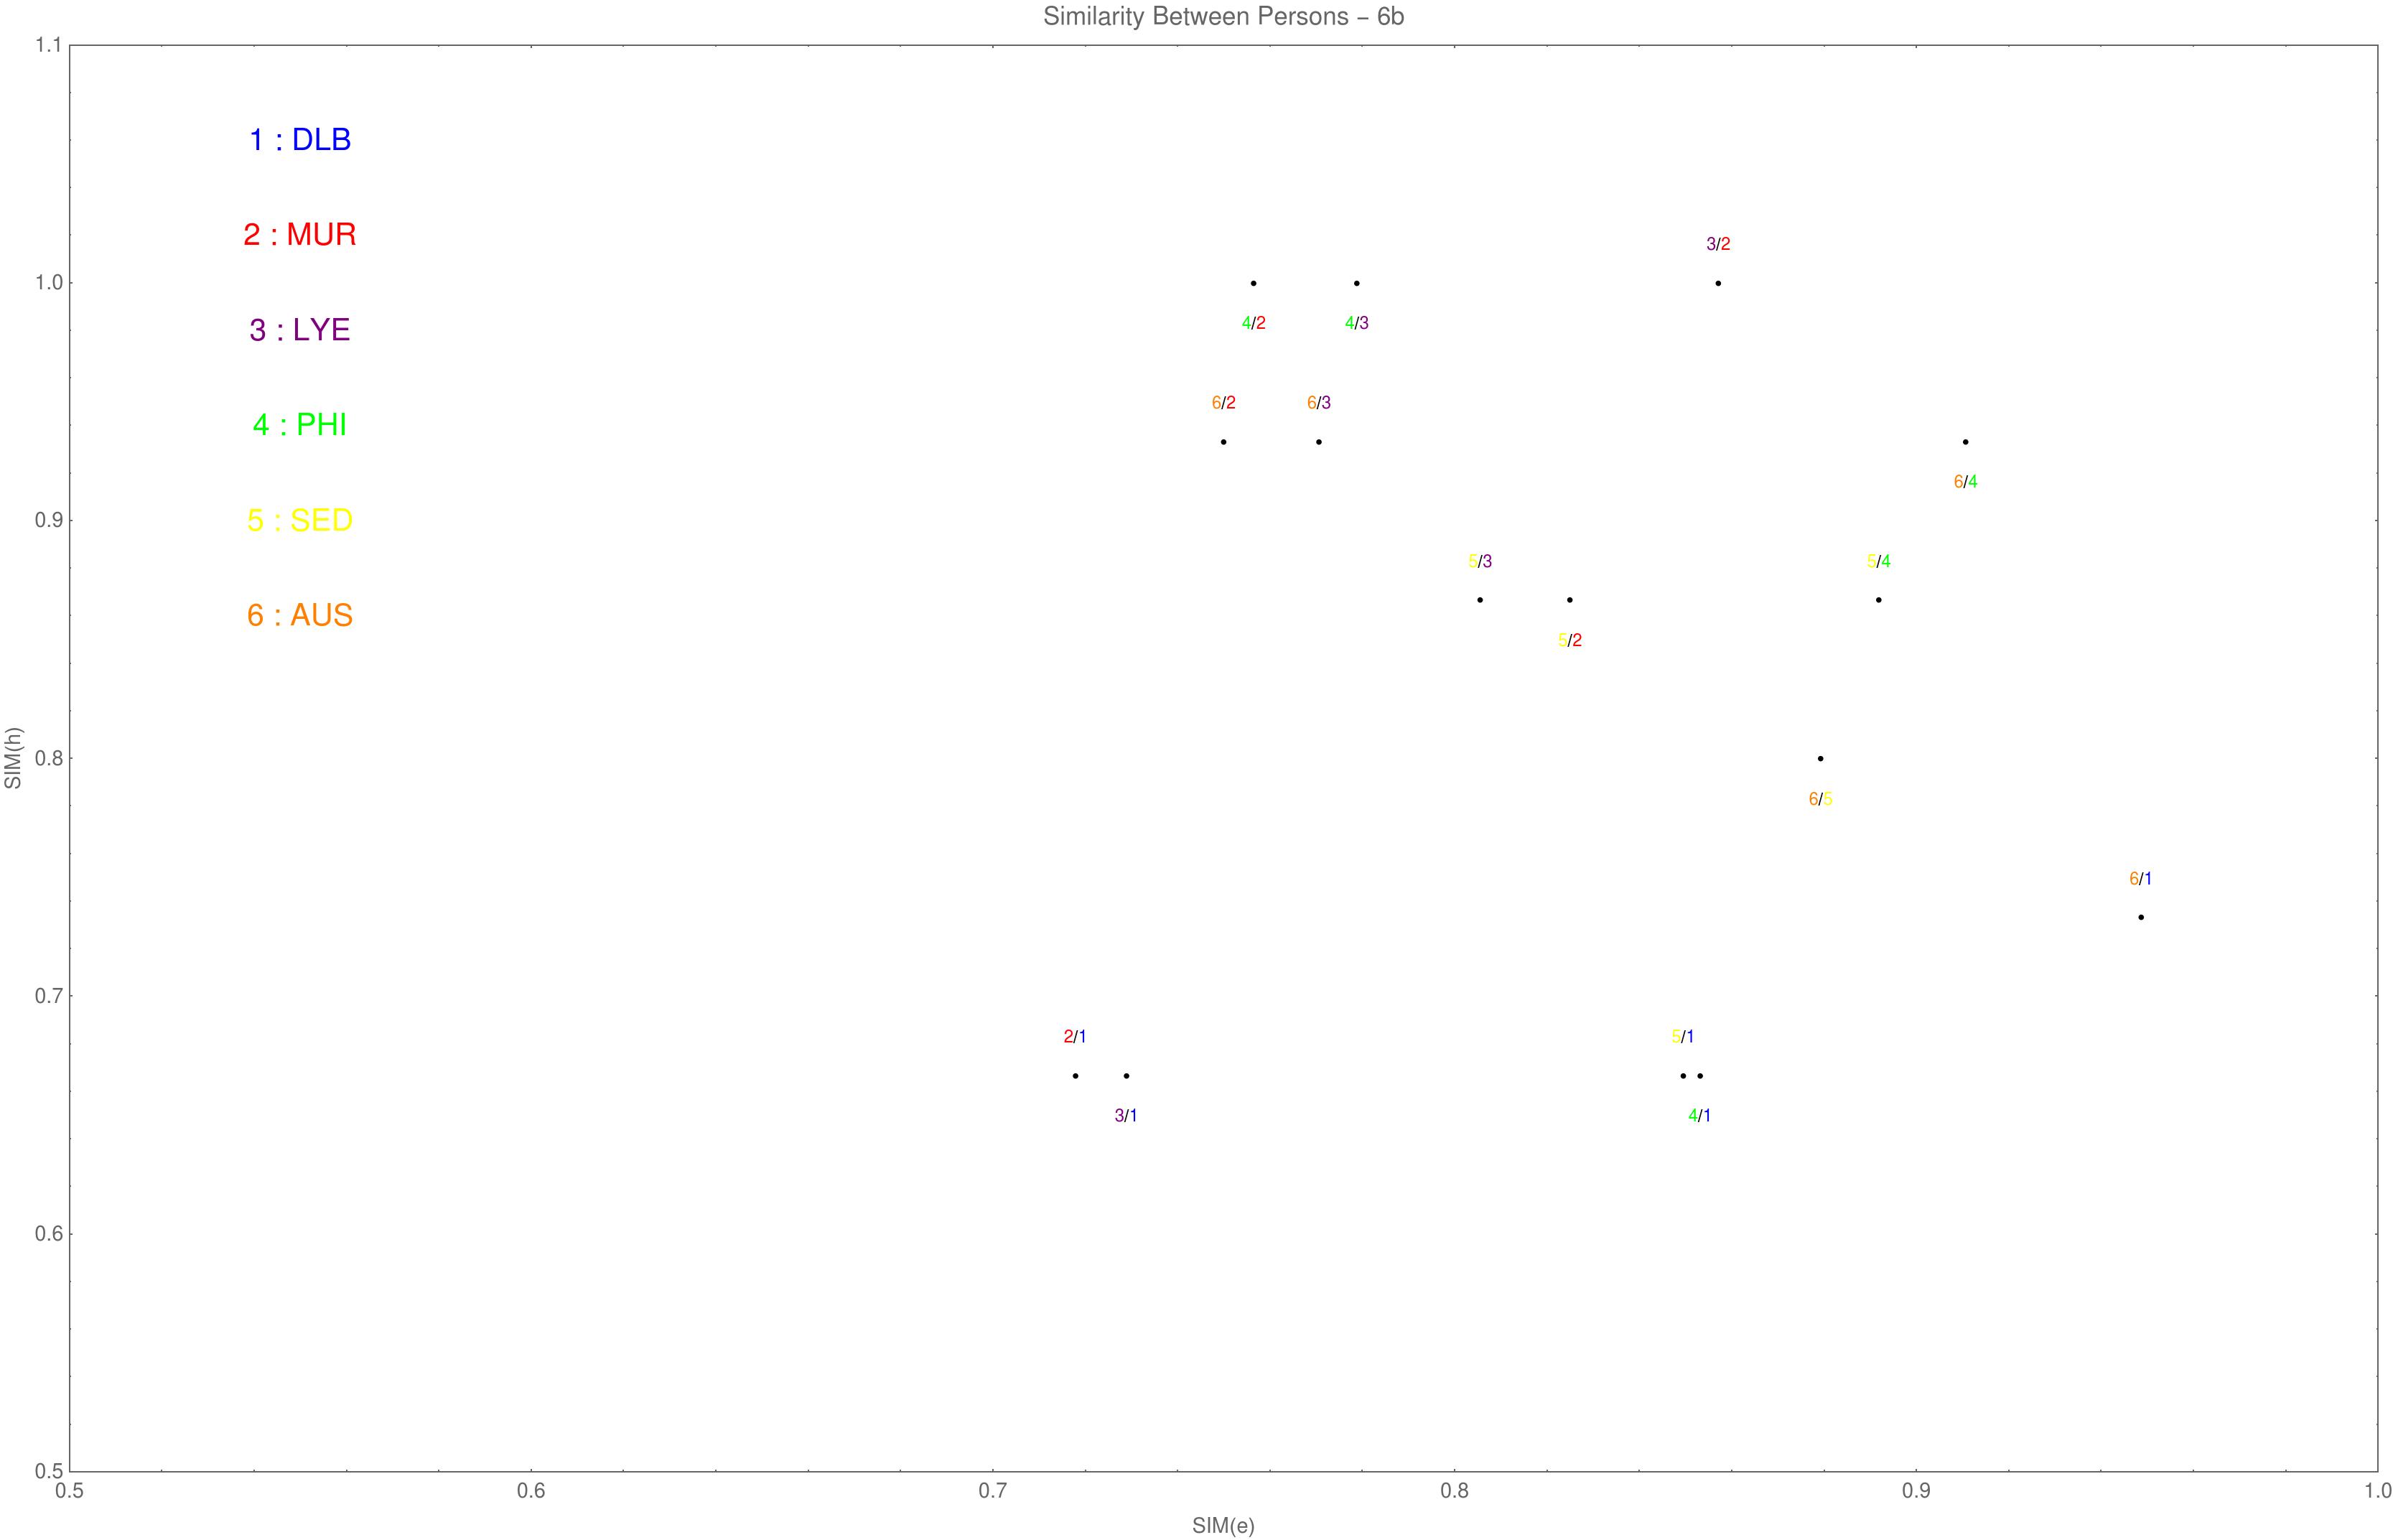 Similarity Between Persons – 6b
1.1
1 : DLB
2 : MUR
3/2
1.0
4/2 4/3
3 : LYE
6/2 6/3
4 : PHI
6/4
0.9
5 : SED
5/3 5/4
6 : AUS
5/2
SIM(h)
0.8
6/5
6/1
0.7
2/1 5/1
3/1 4/1
0.6
0.5
0.5 0.6 0.7 0.8 0.9 1.0
SIM(e)